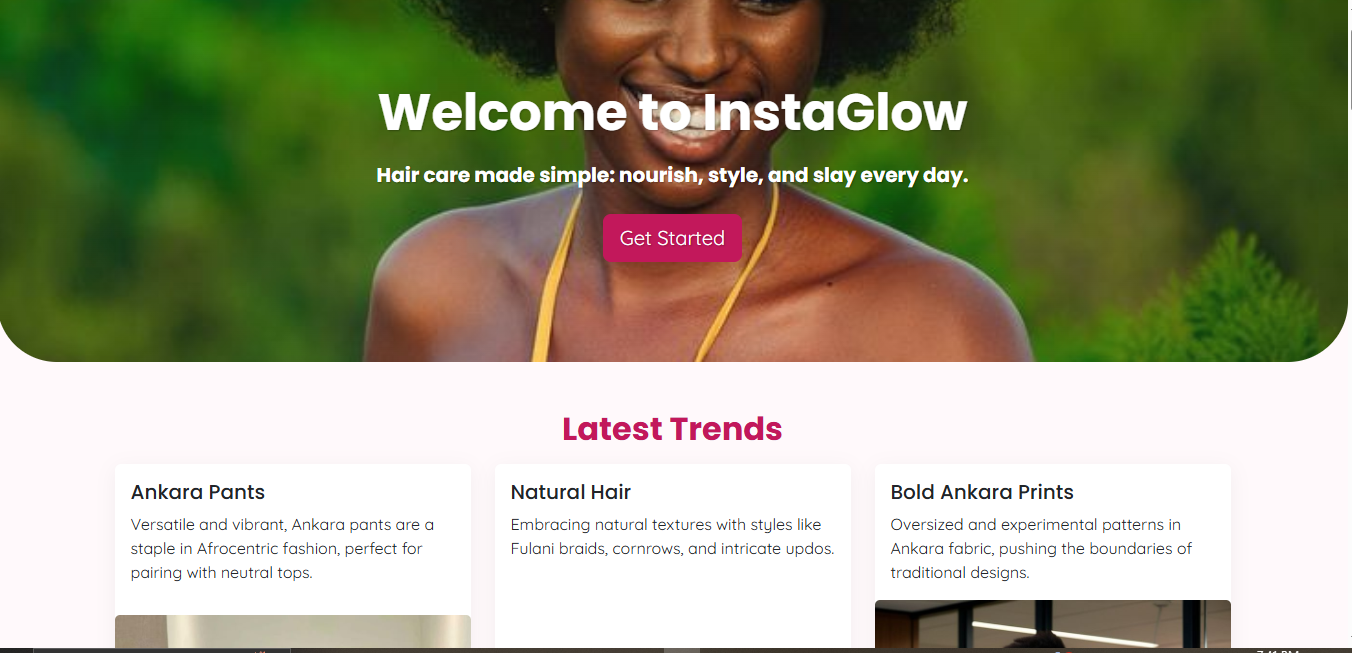 Welcome to InstaGlow
Hair care made simple: nourish, style, and slay every day.
Get Started
Latest Trends
Ankara Pants
Versatile and vibrant, Ankara pants are a
staple in Afrocentric fashion, perfect for
pairing with neutral tops.
Natural Hair
Embracing natural textures with styles like
Fulani braids, cornrows, and intricate updos.
Bold Ankara Prints
Oversized and experimental patterns in
Ankara fabric, pushing the boundaries of
traditional designs.